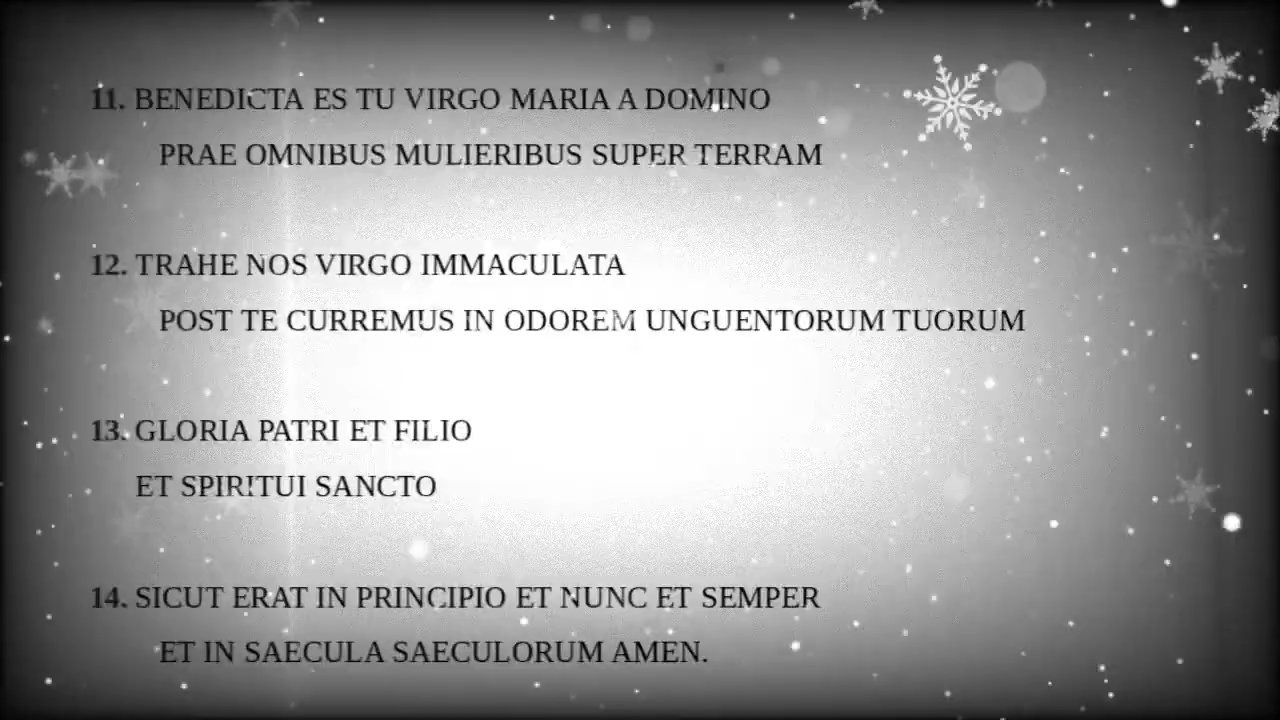 11. BENEDICTA ES TU VIRGO MARIA A DOMINO
PRAE OMNIBUS MULIERIBUS SUPER TERRAM
12. TRAHE NOS VIRGO IMMACULATA
POST TE CURREMUS IN ODOREM UNGUENTORUM TUORUM
13. GLORIA PATRI ET FILIO
ET SPIRITUI SANCTO
14. SICUT ERAT IN PRINCIPIO ET NUNC ET SEMPER
ET IN SAECULA SAECULORUM AMEN.